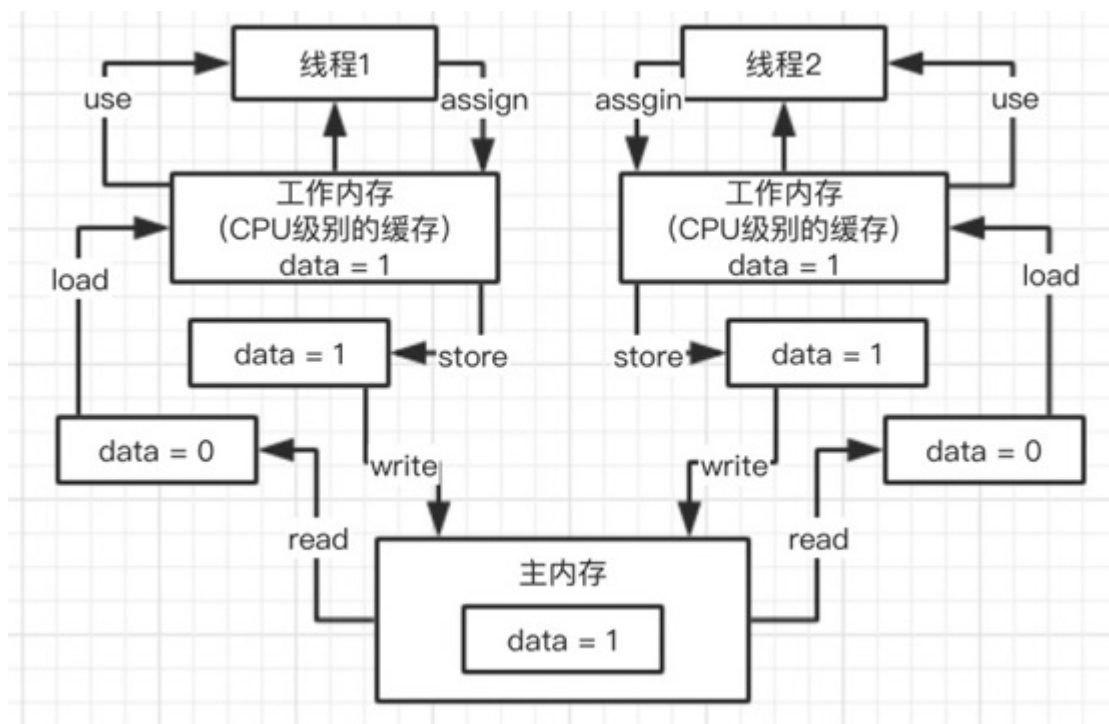 线程1
线程2
use
assign
assgin
use
工作内存
（CPU级别的缓存）
data = 1
工作内存
（CPU级别的缓存）
data = 1
load
load
data = 1
store
store
data = 1
data = 0
data = 0
write
write
read
read
主内存
data = 1